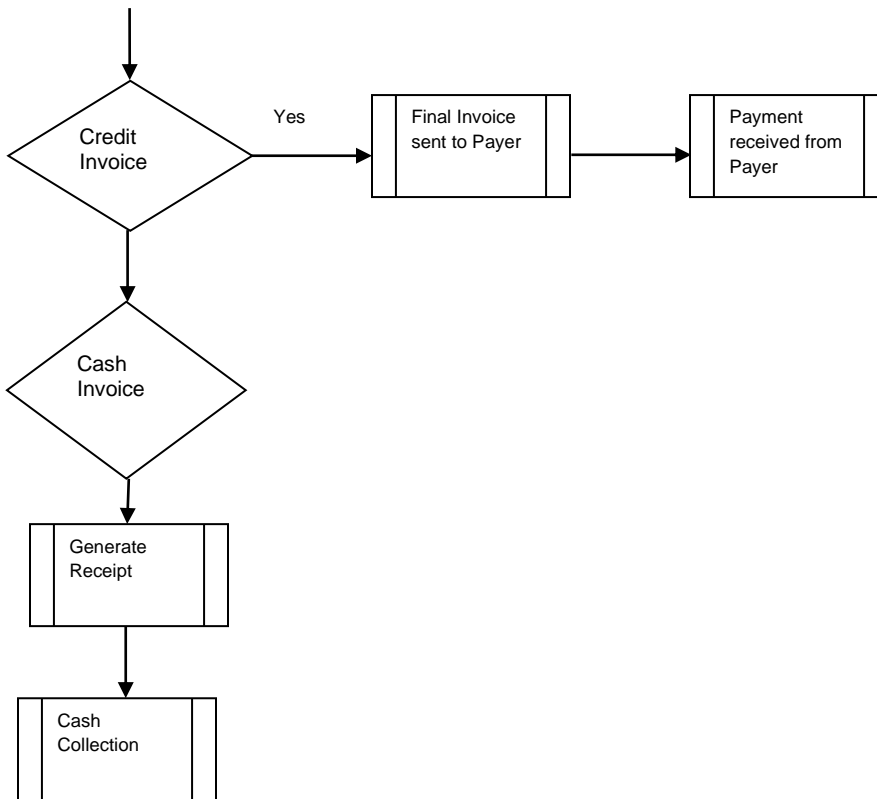 Credit
Invoice
Yes
Final Invoice
sent to Payer
Payment
received from
Payer
Cash
Invoice
Generate
Receipt
Cash
Collection